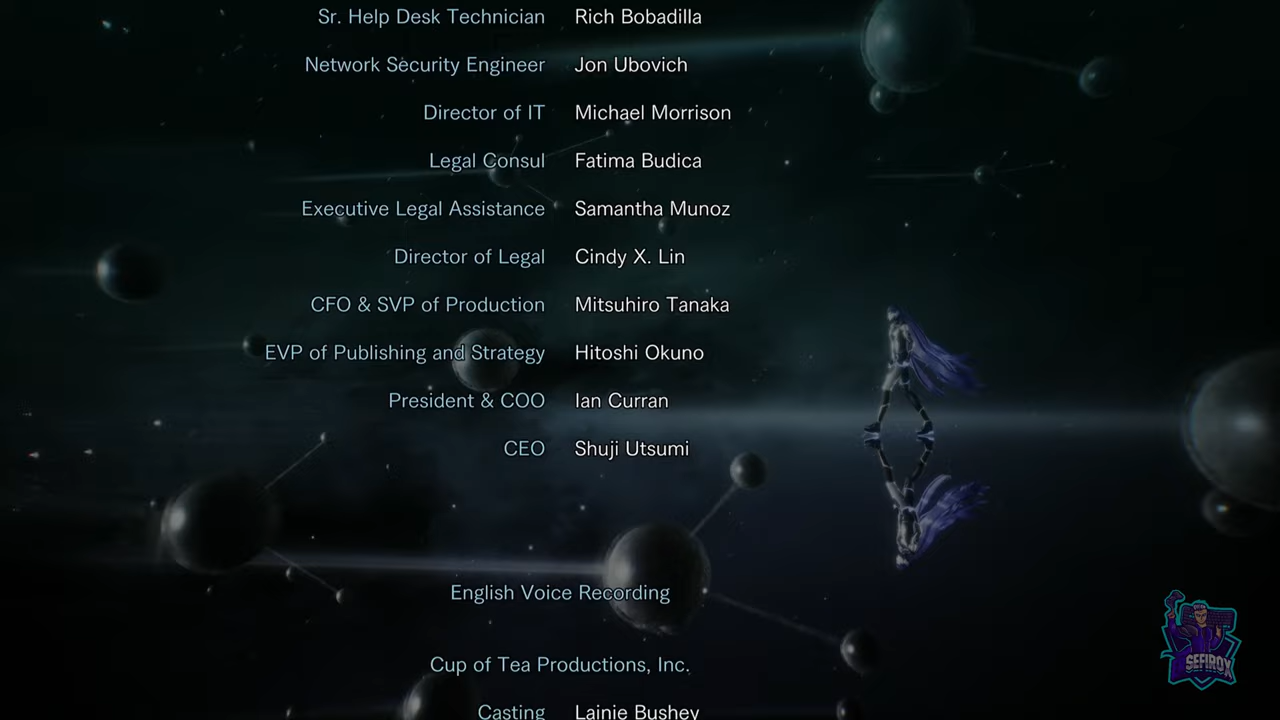 Sr. Help Desk Technician Rich Bobadilla
Network Security Engineer Jon Ubovich
Director of IT Michael Morrison
Legal Consul Fatima Budica
Executive Legal Assistance Samantha Munoz
Director of Legal Cindy X. Lin
CFO & SVP of Production Mitsuhiro Tanaka
EVP of Publishing and Strategy Hitoshi Okuno
President & COO Ian Curran
CEO Shuji Utsumi
English Voice Recording
Cup of Tea Productions, Inc.
Casting Lainie Bushey
SEFIROX